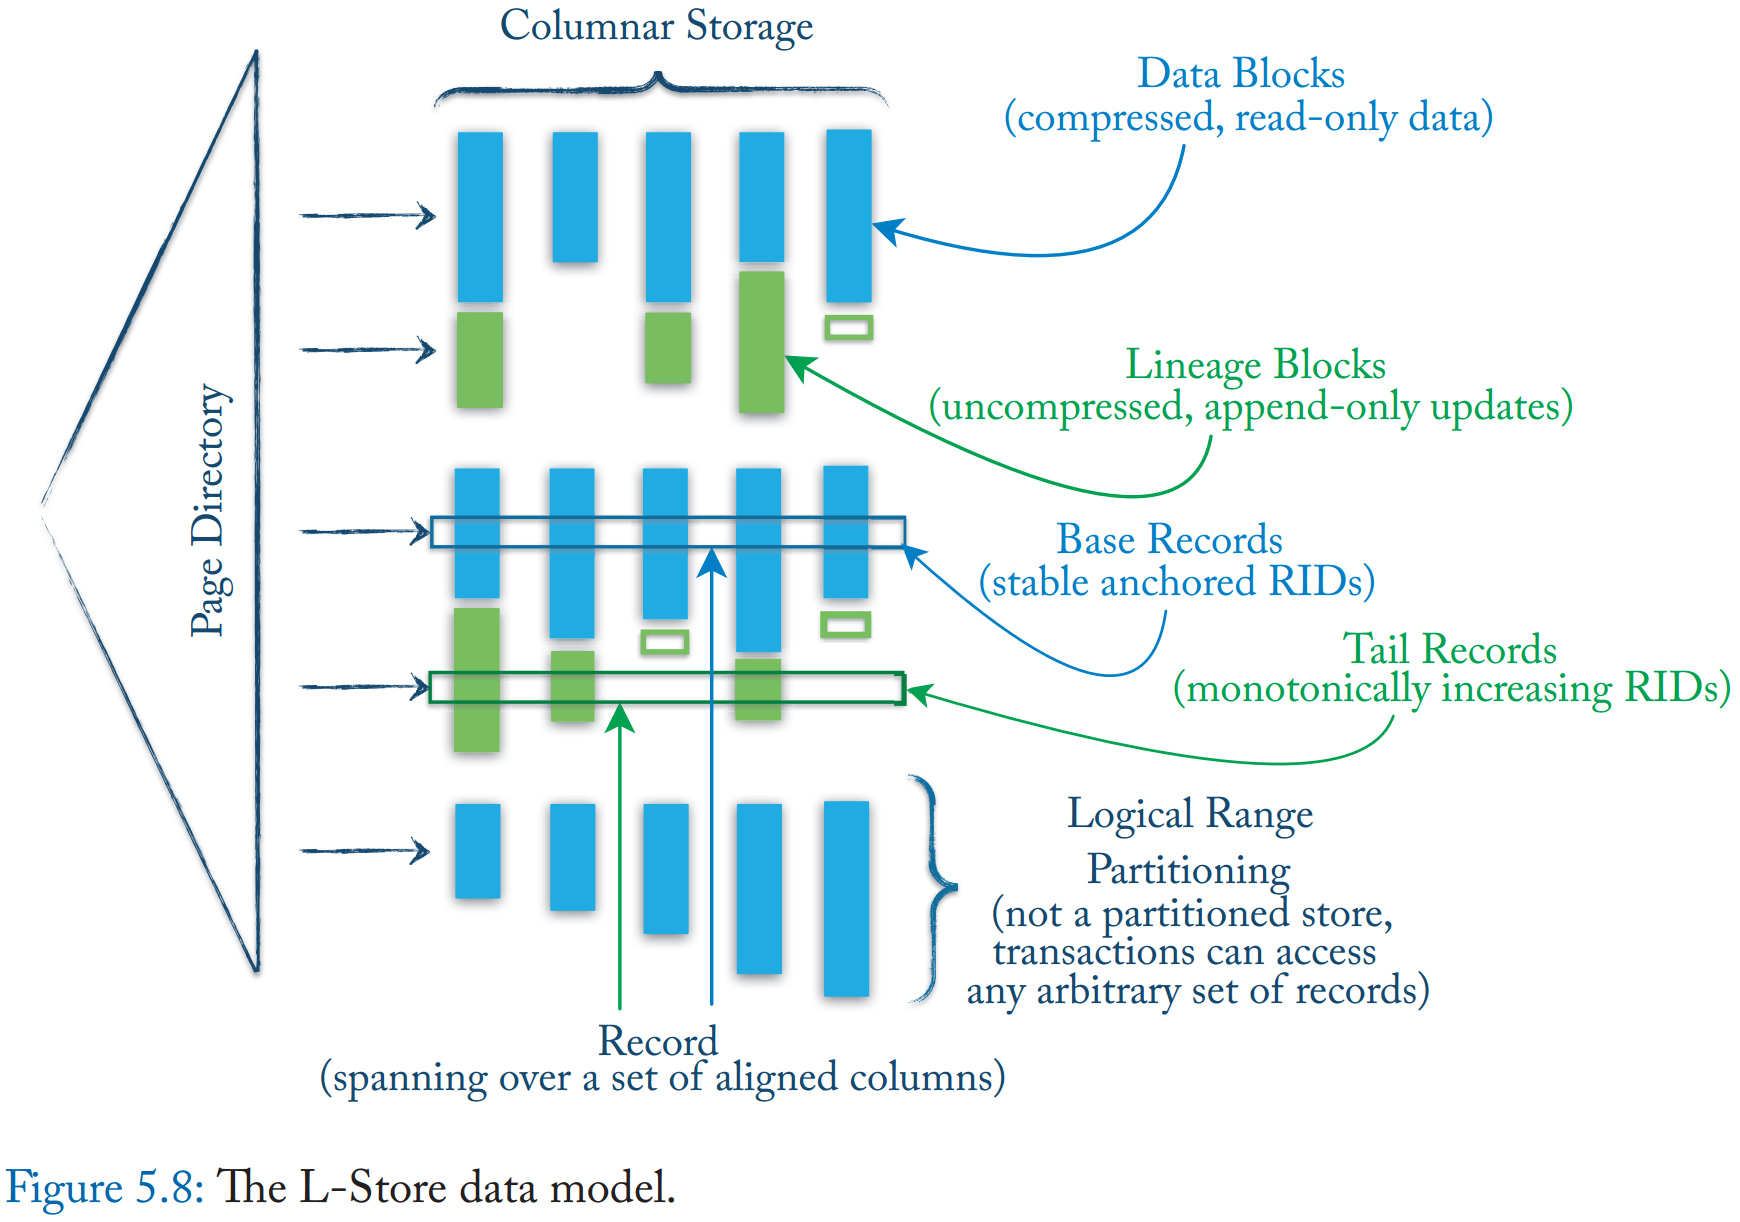 Columnar Storage
Data Blocks
(compressed, read-only data)
Lineage Blocks
(uncompressed, append-only updates)
Page Directory
Base Records
(stable anchored RIDs)
Tail Records
(monotonically increasing RIDs)
Logical Range
Partitioning
(not a partitioned store,
transactions can access
any arbitrary set of records)
Record
(spanning over a set of aligned columns)
Figure 5.8: The L-Store data model.